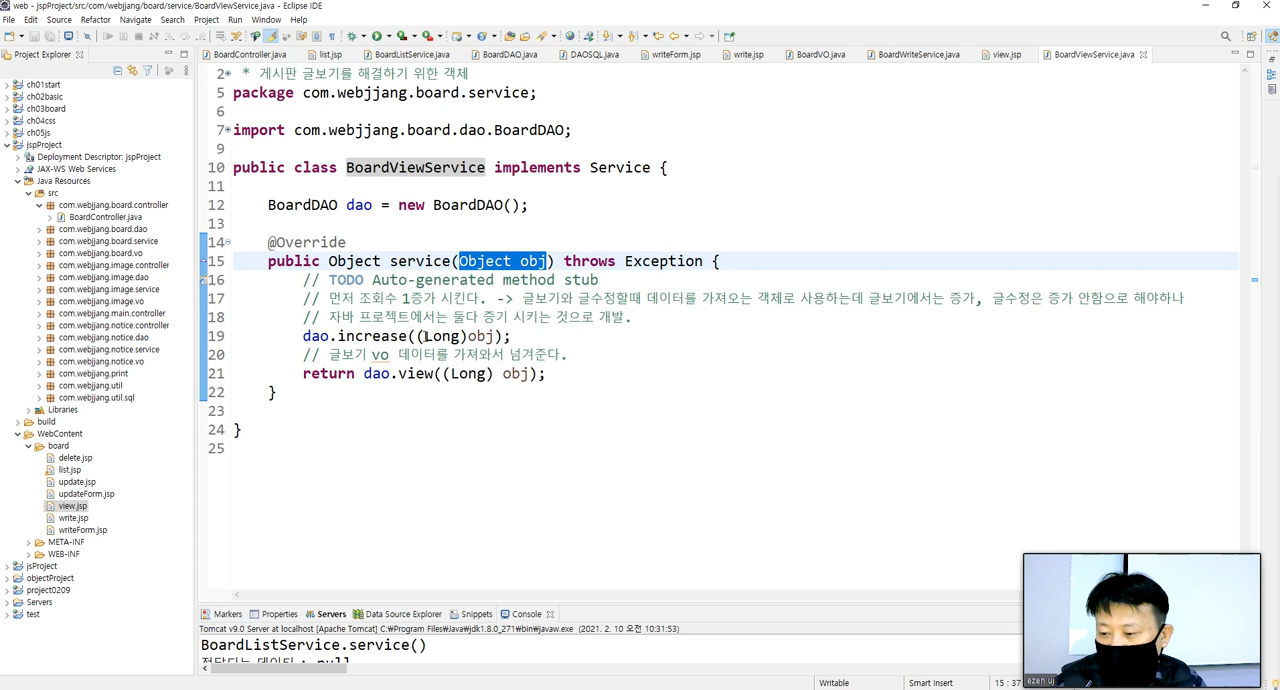 web - jspProject/src/com/webjjang/board/service/BoardViewService.java - Eclipse IDE
File Edit Source Refactor Navigate Search Project Run Window Help
Project Explorer
BoardController.java list.jsp BoardListService.java BoardDAO.java DAOSQL.java writeForm.jsp write.jsp BoardVO.java BoardWriteService.java view.jsp BoardViewService.java
ch01start
ch02basic
ch03board
ch04css
ch05js
jspProject
Deployment Descriptor: jspProject
JAX-WS Web Services
Java Resources
src
com.webjjang.board.controller
BoardController.java
com.webjjang.board.dao
com.webjjang.board.service
com.webjjang.board.vo
com.webjjang.image.controller
com.webjjang.image.dao
com.webjjang.image.service
com.webjjang.image.vo
com.webjjang.main.controller
com.webjjang.notice.controller
com.webjjang.notice.dao
com.webjjang.notice.service
com.webjjang.notice.vo
com.webjjang.print
com.webjjang.util
com.webjjang.util.sql
Libraries
build
WebContent
board
delete.jsp
list.jsp
update.jsp
updateForm.jsp
view.jsp
write.jsp
writeForm.jsp
META-INF
WEB-INF
jsProject
objectProject
project0209
Servers
test
2 * 게시판 글보기를 해결하기 위한 객체
5 package com.webjjang.board.service;
6
7 import com.webjjang.board.dao.BoardDAO;
9
10 public class BoardViewService implements Service {
11
12 BoardDAO dao = new BoardDAO();
13
14 @Override
15 public Object service(Object obj) throws Exception {
16 // TODO Auto-generated method stub
17 // 먼저 조회수 1증가 시킨다. -> 글보기와 글수정할때 데이터를 가져오는 객체로 사용하는데 글보기에서는 증가, 글수정은 증가 안함으로 해야하나
18 // 자바 프로젝트에서는 둘다 증기 시키는 것으로 개발.
19 dao.increase((Long)obj);
20 // 글보기 vo 데이터를 가져와서 넘겨준다.
21 return dao.view((Long) obj);
22 }
23
24 }
25
Markers Properties Servers Data Source Explorer Snippets Console
Tomcat v9.0 Server at localhost [Apache Tomcat] C:₩Program Files₩Java₩jdk1.8.0_271₩bin₩javaw.exe (2021. 2. 10 오전 10:31:53)
BoardListService.service()
전달되는 데이터 : null
Writable Smart Insert 15 : 37
ezen uj